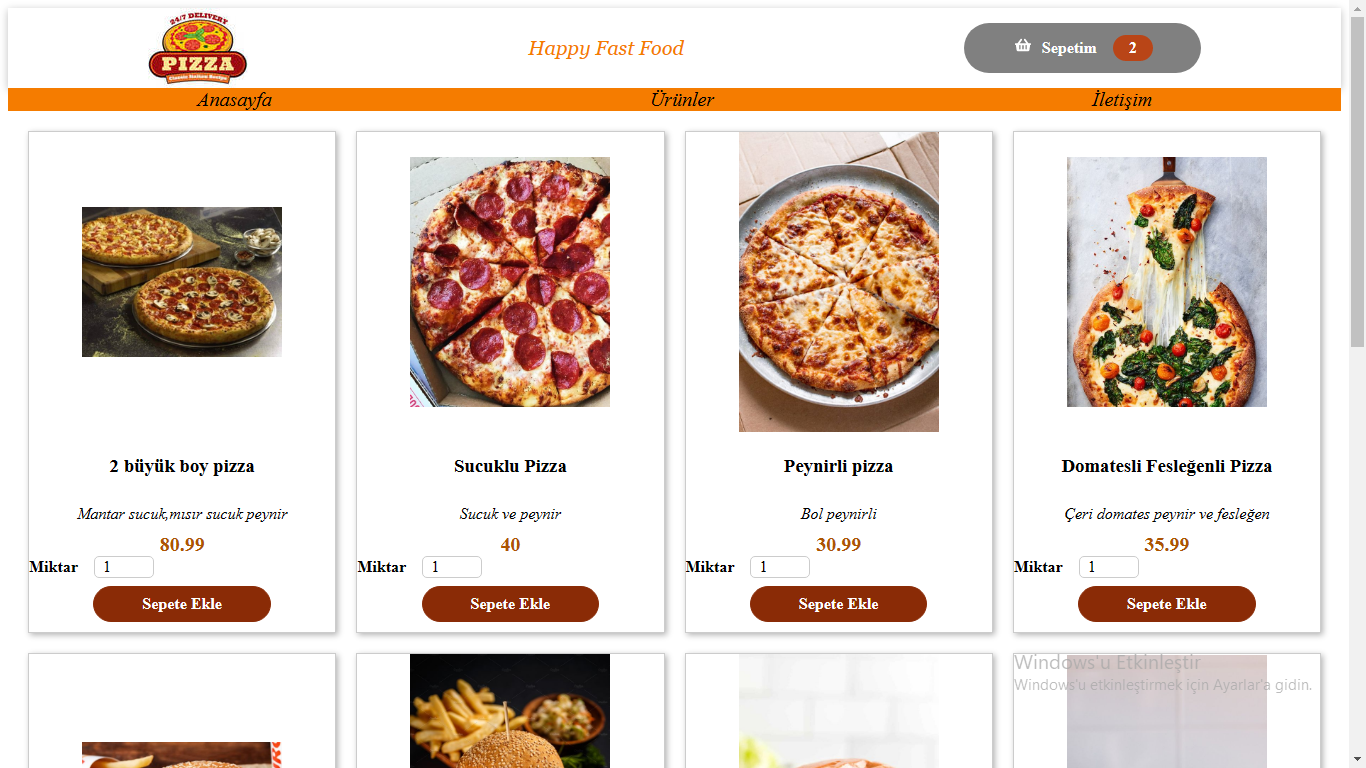 24/7 DELIVERY
PIZZA
Classic Italian Recipe
Happy Fast Food
Sepetim 2
Anasayfa Ürünler İletişim
2 büyük boy pizza
Mantar sucuk,mısır sucuk peynir
80.99
Miktar 1
Sepete Ekle
Sucuklu Pizza
Sucuk ve peynir
40
Miktar 1
Sepete Ekle
Peynirli pizza
Bol peynirli
30.99
Miktar 1
Sepete Ekle
Domatesli Fesleğenli Pizza
Çeri domates peynir ve fesleğen
35.99
Miktar 1
Sepete Ekle
Windows'u Etkinleştir
Windows'u etkinleştirmek için Ayarlar'a gidin.